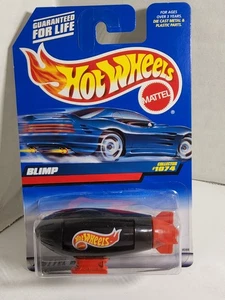 GUARANTEED
FOR LIFE
FOR AGES
OVER 3 YEARS.
DIE CAST METAL &
PLASTIC PARTS.
Hot Wheels
MATTEL
BLIMP
COLLECTOR
#1074
Hot Wheels